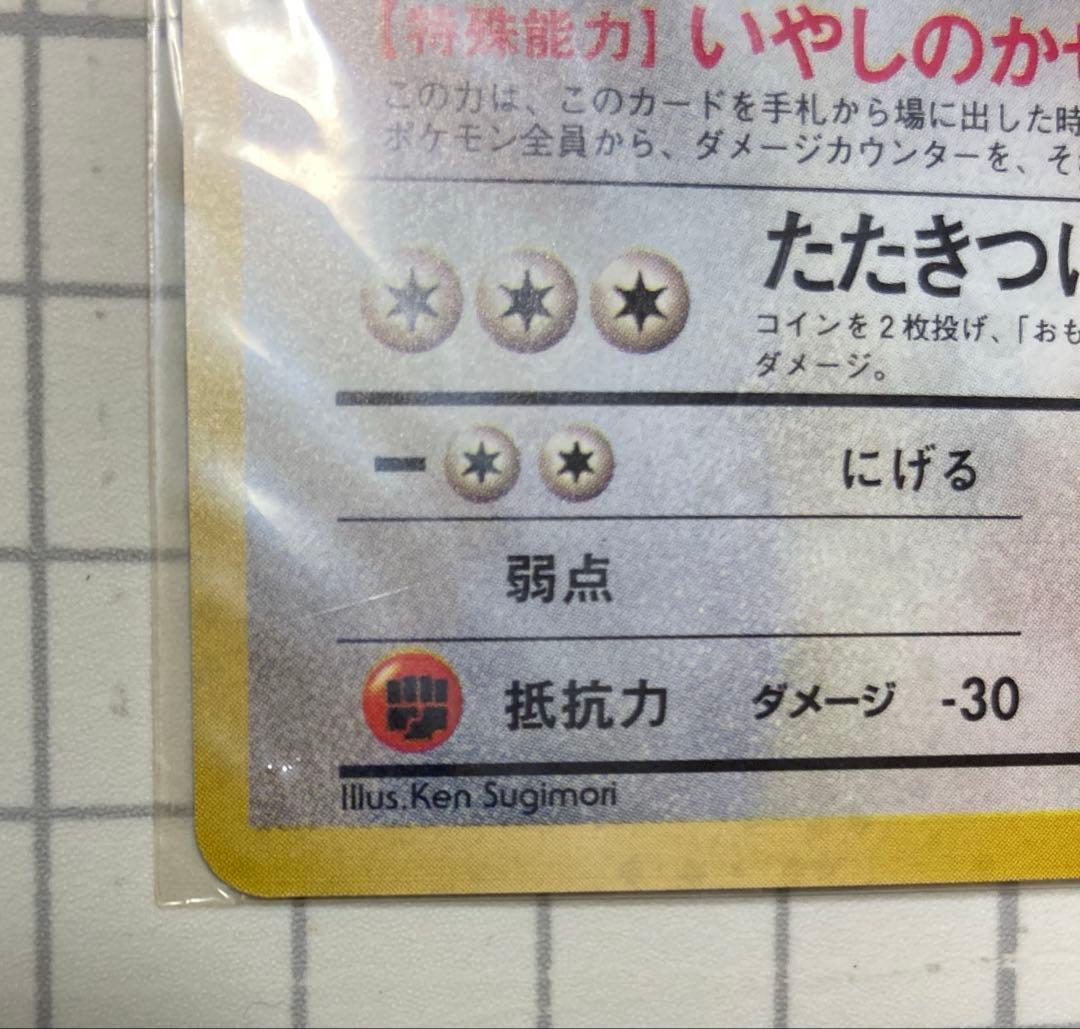 【特殊能力】いやしのか
このカは、このカードを手札から場に出した時
ポケモン全員から、ダメージカウンターを、そ
たたきつ
コインを2枚投げ、「おも
ダメージ。
ー にげる
弱点
抵抗力 ダメージ -30
Illus.Ken Sugimori